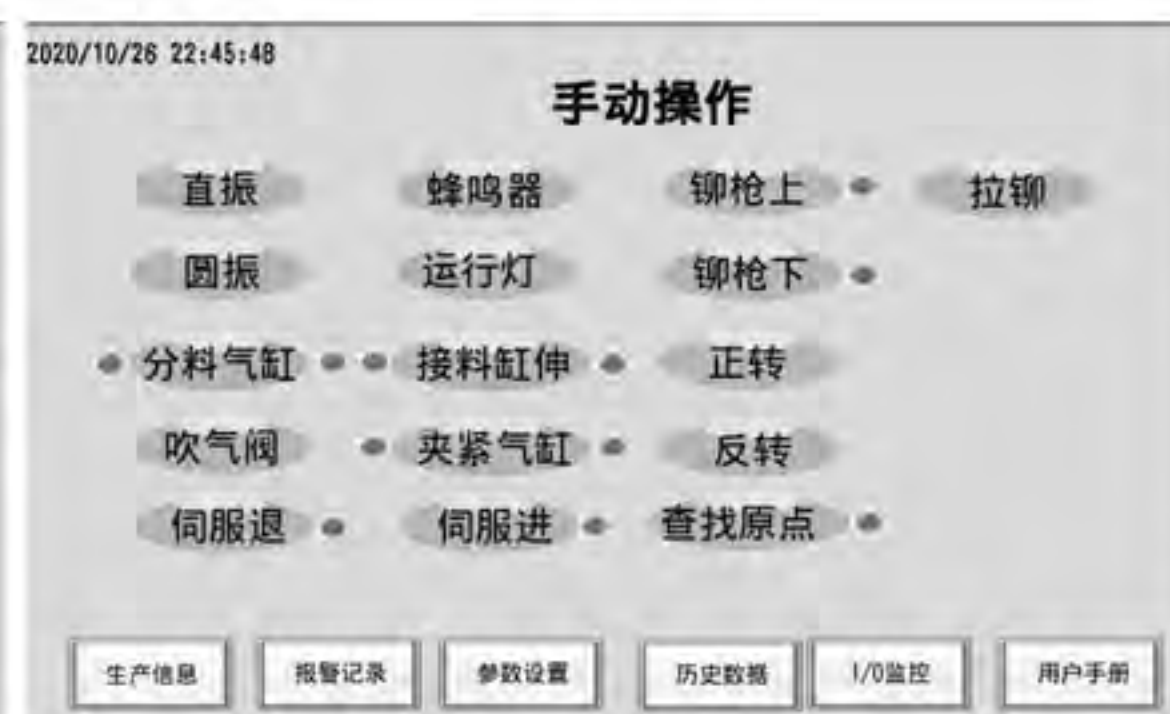 2020/10/26 22:45:48
手动操作
直振 蜂鸣器 铆枪上 拉铆
圆振 运行灯 铆枪下
分料气缸 接料缸伸 正转
吹气阀 夹紧气缸 反转
伺服退 伺服进 查找原点
生产信息 报警记录 参数设置 历史数据 I/O监控 用户手册